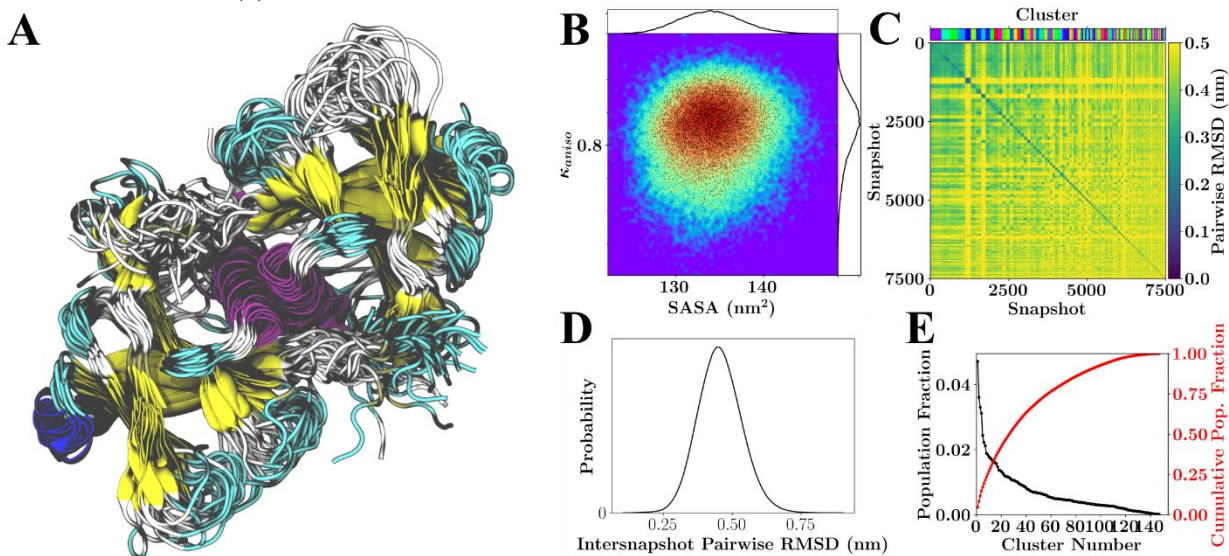 A
B
κaniso
0.8
130
140
SASA (nm²)
C
Cluster
0
2500
5000
7500
Snapshot
0
2500
5000
7500
Snapshot
0.5
0.4
0.3
0.2
0.1
0.0
Pairwise RMSD (nm)
D
Probability
0
0.25
0.50
0.75
Intersnapshot Pairwise RMSD (nm)
E
Population Fraction
0.04
0.02
0.00
0
20
40
60
80
100
120
140
Cluster Number
1.00
0.75
0.50
0.25
0.00
Cumulative Pop. Fraction